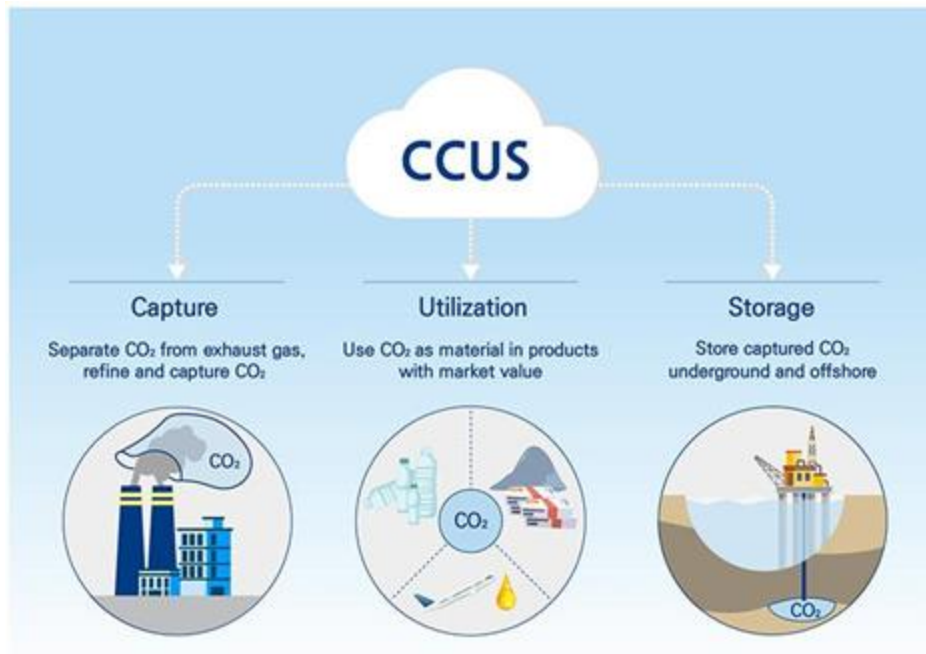 CCUS
Capture
Separate CO₂ from exhaust gas,
refine and capture CO₂
Utilization
Use CO₂ as material in products
with market value
Storage
Store captured CO₂
underground and offshore
CO₂
CO₂
CO₂